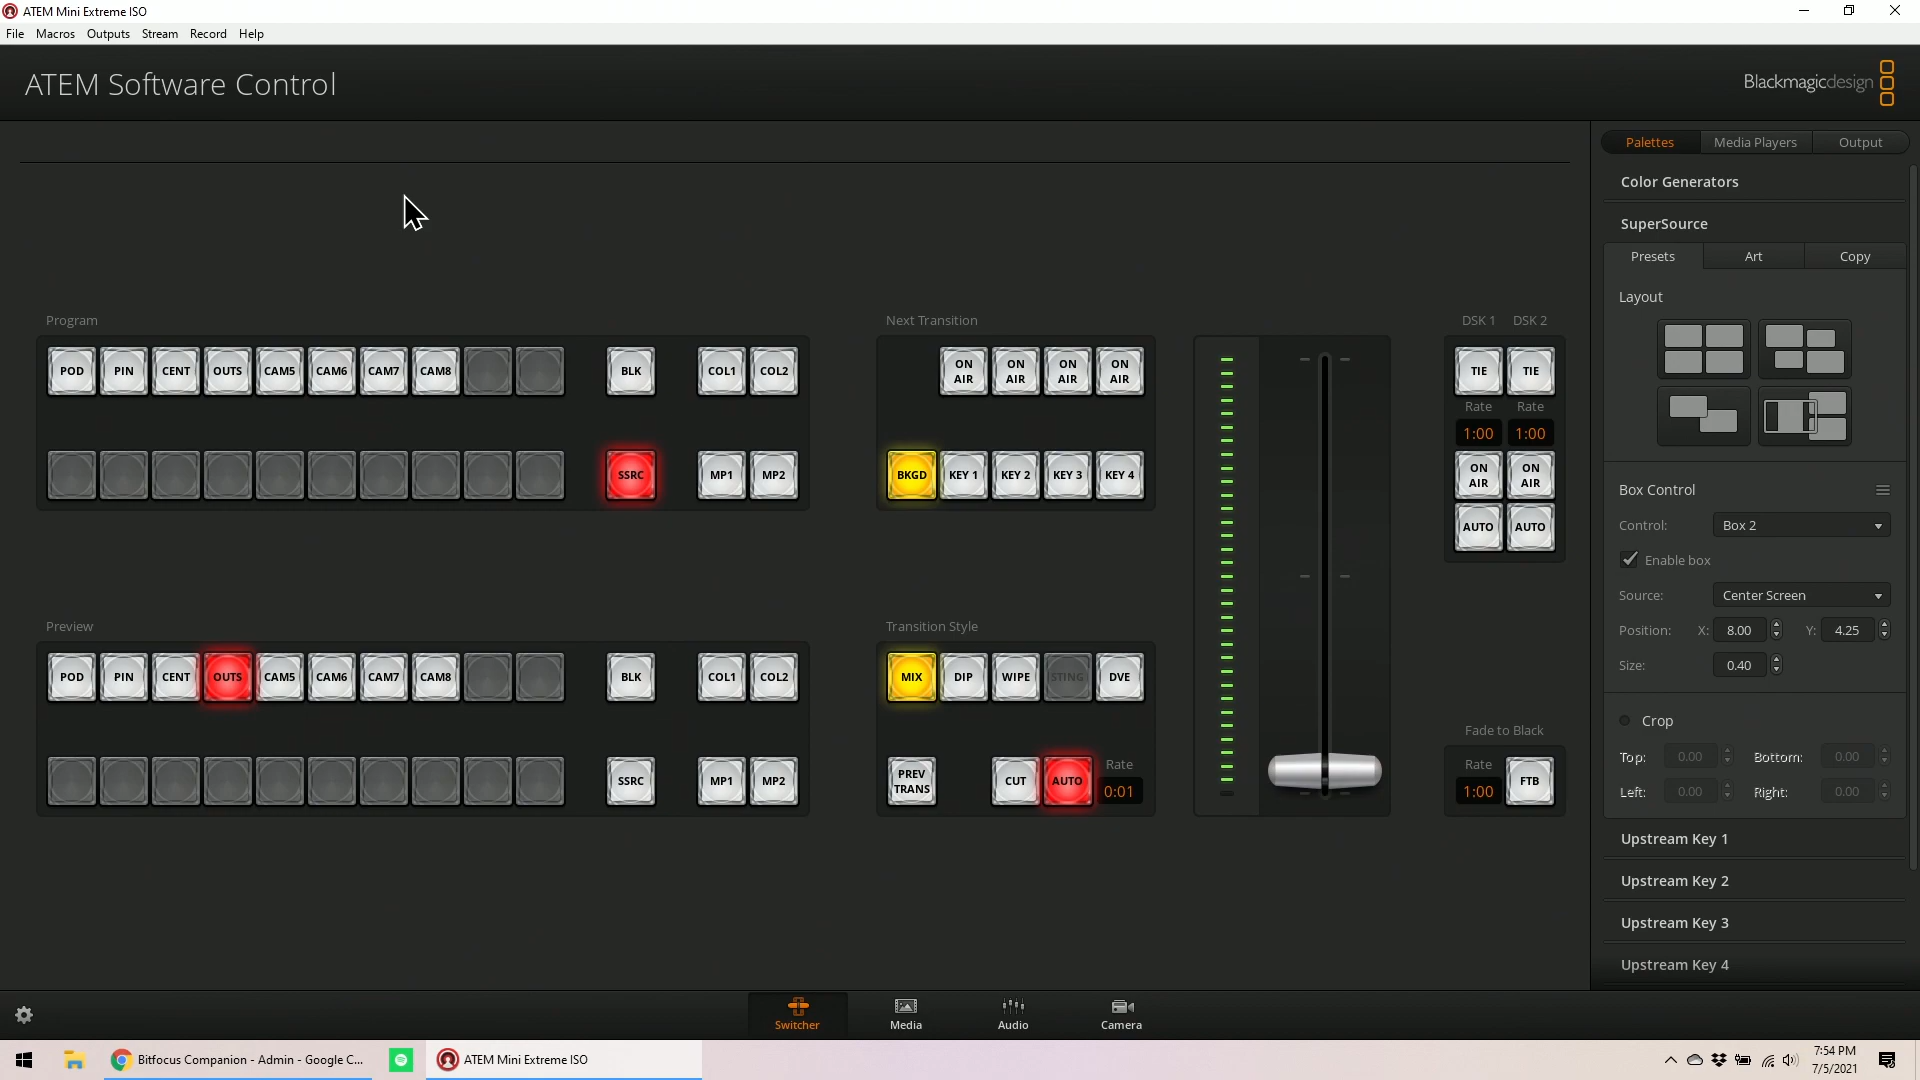 ATEM Mini Extreme ISO
File Macros Outputs Stream Record Help
ATEM Software Control
Blackmagicdesign
Palettes Media Players Output
Color Generators
SuperSource
Presets Art Copy
Layout
Program
POD PIN CENT OUTS CAM5 CAM6 CAM7 CAM8 BLK COL1 COL2
SSRC MP1 MP2
Next Transition
ON AIR ON AIR ON AIR ON AIR
BKGD KEY 1 KEY 2 KEY 3 KEY 4
DSK 1 DSK 2
TIE TIE
Rate Rate
1:00 1:00
ON AIR ON AIR
AUTO AUTO
Box Control
Control: Box 2
Enable box
Source: Center Screen
Position: X: 8.00 Y: 4.25
Size: 0.40
Crop
Top: 0.00 Bottom: 0.00
Left: 0.00 Right: 0.00
Upstream Key 1
Upstream Key 2
Upstream Key 3
Upstream Key 4
Preview
POD PIN CENT OUTS CAM5 CAM6 CAM7 CAM8 BLK COL1 COL2
SSRC MP1 MP2
Transition Style
MIX DIP WIPE STING DVE
PREV TRANS CUT AUTO Rate 0:01
Fade to Black
Rate
1:00 FTB
Switcher Media Audio Camera
Bitfocus Companion - Admin - Google C...
ATEM Mini Extreme ISO
7:54 PM
7/5/2021